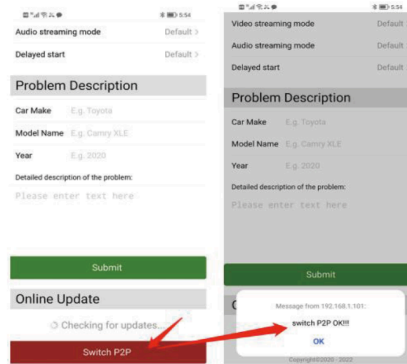 5:54
Audio streaming mode Default >
Delayed start Default >
Problem Description
Car Make E.g. Toyota
Model Name E.g. Camry XLE
Year E.g. 2020
Detailed description of the problem:
Please enter text here
Submit
Online Update
Checking for updates...
Switch P2P
5:34
Video streaming mode Default
Audio streaming mode Default
Delayed start Default
Problem Description
Car Make E.g. Toyota
Model Name E.g. Camry XLE
Year E.g. 2020
Detailed description of the problem:
Please enter text here
Submit
Message from 192.168.1.101:
switch P2P OK!!!
OK
Copyright©2020 - 2022